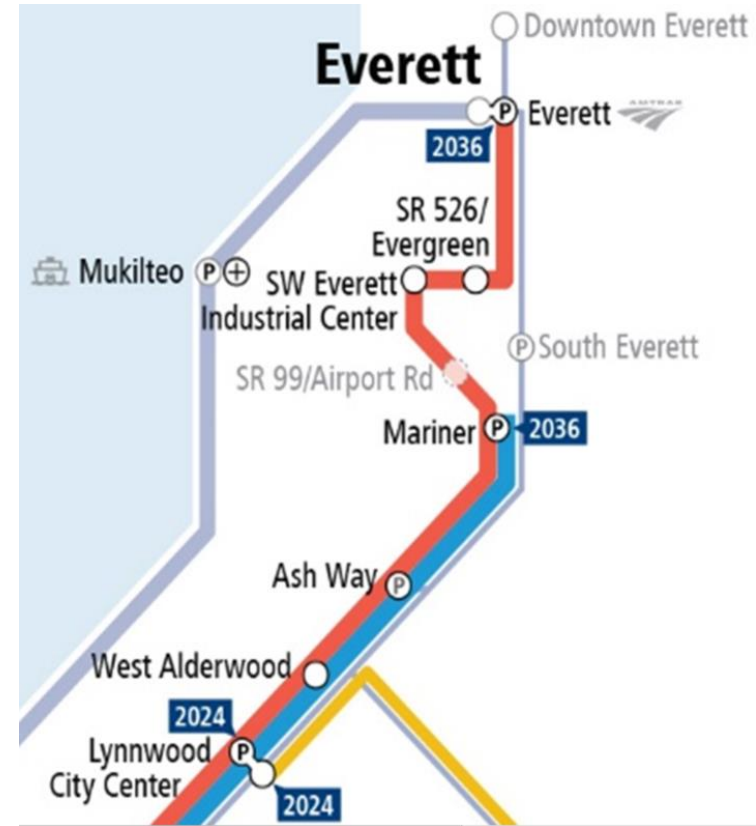 Downtown Everett
Everett
P Everett AMTRAK
2036
SR 526/
Evergreen
Mukilteo P
SW Everett
Industrial Center
P South Everett
SR 99/Airport Rd
Mariner P 2036
Ash Way P
West Alderwood
2024
Lynnwood P
City Center
2024